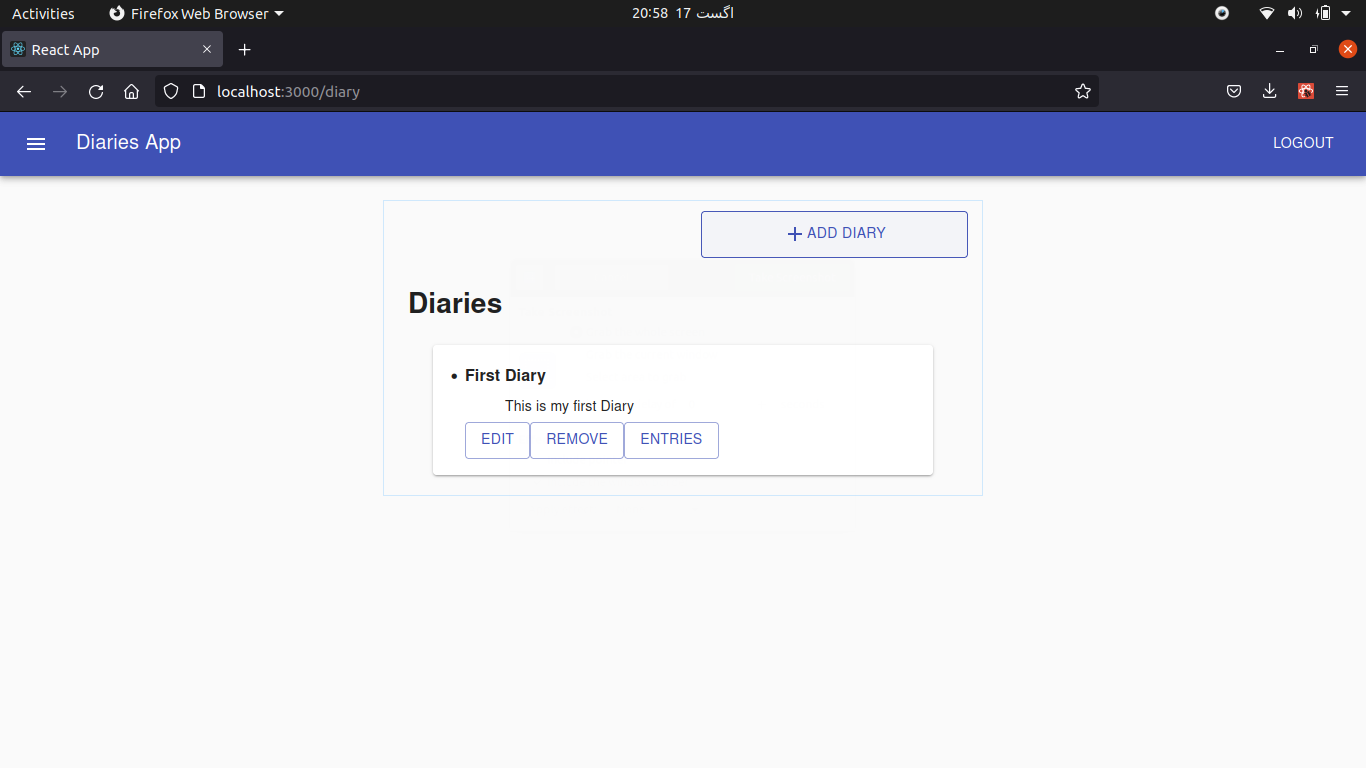 Activities Firefox Web Browser 20:58 17 اگست
React App
localhost:3000/diary
Diaries App LOGOUT
ADD DIARY
Diaries
• First Diary
This is my first Diary
EDIT REMOVE ENTRIES